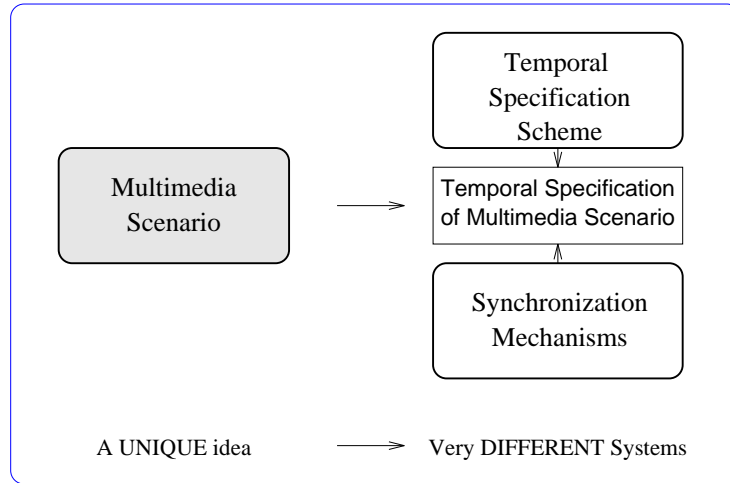 Temporal
Specification
Scheme
Multimedia
Scenario
Temporal Specification
of Multimedia Scenario
Synchronization
Mechanisms
A UNIQUE idea
Very DIFFERENT Systems